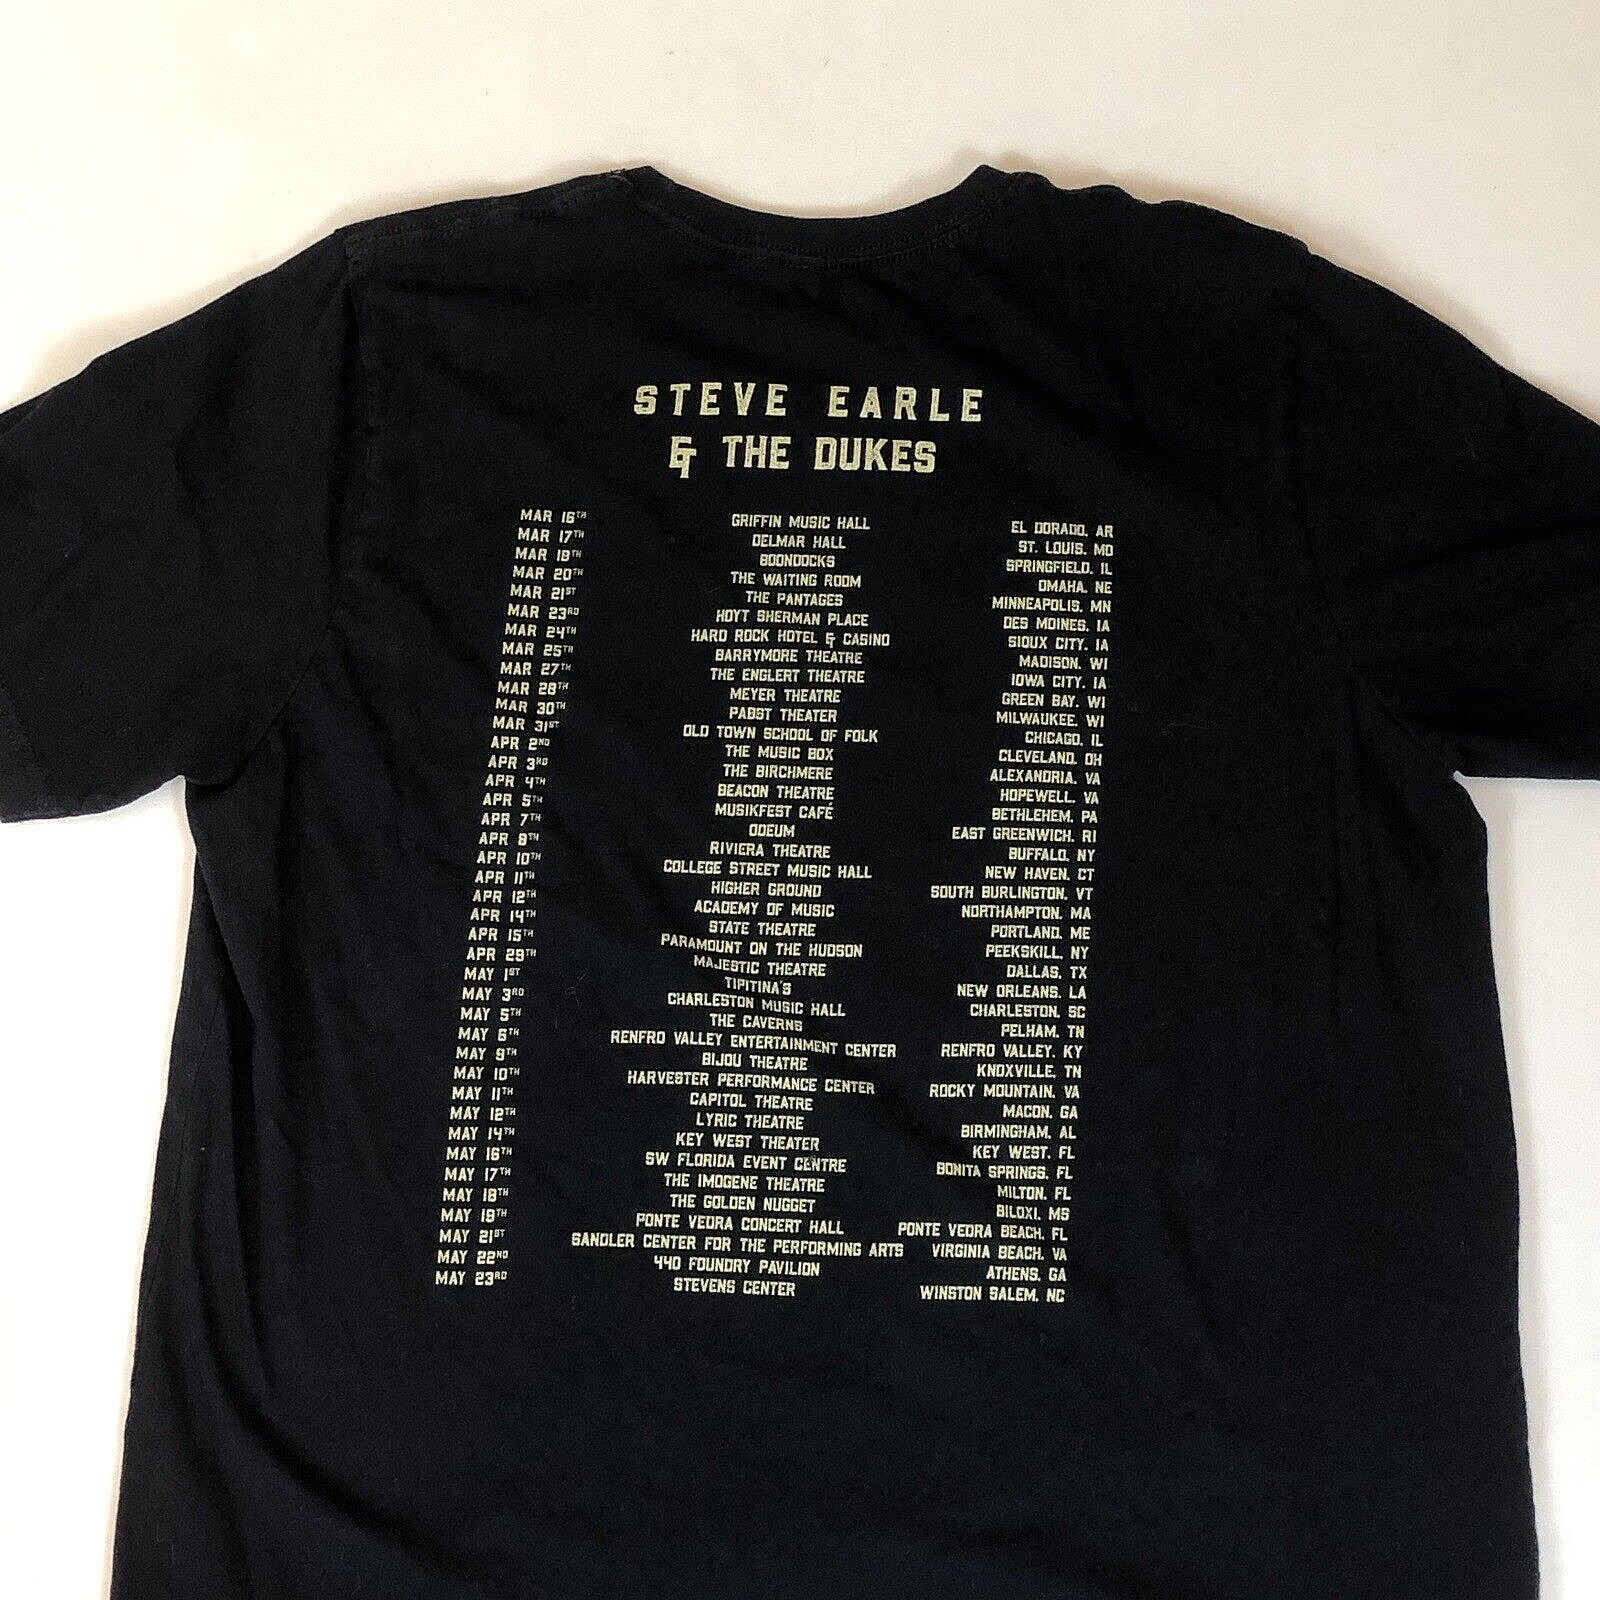 STEVE EARLE
& THE DUKES
MAR 16TH GRIFFIN MUSIC HALL EL DORADO, AR
MAR 17TH DELMAR HALL ST. LOUIS, MO
MAR 18TH BOONDOCKS SPRINGFIELD, IL
MAR 20TH THE WAITING ROOM OMAHA, NE
MAR 21ST THE PANTAGES MINNEAPOLIS, MN
MAR 23RD HOYT SHERMAN PLACE DES MOINES, IA
MAR 24TH HARD ROCK HOTEL & CASINO SIOUX CITY, IA
MAR 25TH BARRYMORE THEATRE MADISON, WI
MAR 27TH THE ENGLERT THEATRE IOWA CITY, IA
MAR 28TH MEYER THEATRE GREEN BAY, WI
MAR 30TH PABST THEATER MILWAUKEE, WI
MAR 31ST OLD TOWN SCHOOL OF FOLK CHICAGO, IL
APR 2ND THE MUSIC BOX CLEVELAND, OH
APR 3RD THE BIRCHMERE ALEXANDRIA, VA
APR 4TH BEACON THEATRE HOPEWELL, VA
APR 5TH MUSIKFEST CAFÉ BETHLEHEM, PA
APR 7TH ODEUM EAST GREENWICH, RI
APR 8TH RIVIERA THEATRE BUFFALO, NY
APR 10TH COLLEGE STREET MUSIC HALL NEW HAVEN, CT
APR 11TH HIGHER GROUND SOUTH BURLINGTON, VT
APR 12TH ACADEMY OF MUSIC NORTHAMPTON, MA
APR 14TH STATE THEATRE PORTLAND, ME
APR 15TH PARAMOUNT ON THE HUDSON PEEKSKILL, NY
APR 29TH MAJESTIC THEATRE DALLAS, TX
MAY 1ST TIPITINA'S NEW ORLEANS, LA
MAY 3RD CHARLESTON MUSIC HALL CHARLESTON, SC
MAY 5TH THE CAVERNS PELHAM, TN
MAY 6TH RENFRO VALLEY ENTERTAINMENT CENTER RENFRO VALLEY, KY
MAY 9TH BIJOU THEATRE KNOXVILLE, TN
MAY 10TH HARVESTER PERFORMANCE CENTER ROCKY MOUNTAIN, VA
MAY 11TH CAPITOL THEATRE MACON, GA
MAY 12TH LYRIC THEATRE BIRMINGHAM, AL
MAY 14TH KEY WEST THEATER KEY WEST, FL
MAY 16TH SW FLORIDA EVENT CENTRE BONITA SPRINGS, FL
MAY 17TH THE IMOGENE THEATRE MILTON, FL
MAY 18TH THE GOLDEN NUGGET BILOXI, MS
MAY 19TH PONTE VEDRA CONCERT HALL PONTE VEDRA BEACH, FL
MAY 21ST SANDLER CENTER FOR THE PERFORMING ARTS VIRGINIA BEACH, VA
MAY 22ND 440 FOUNDRY PAVILION ATHENS, GA
MAY 23RD STEVENS CENTER WINSTON SALEM, NC